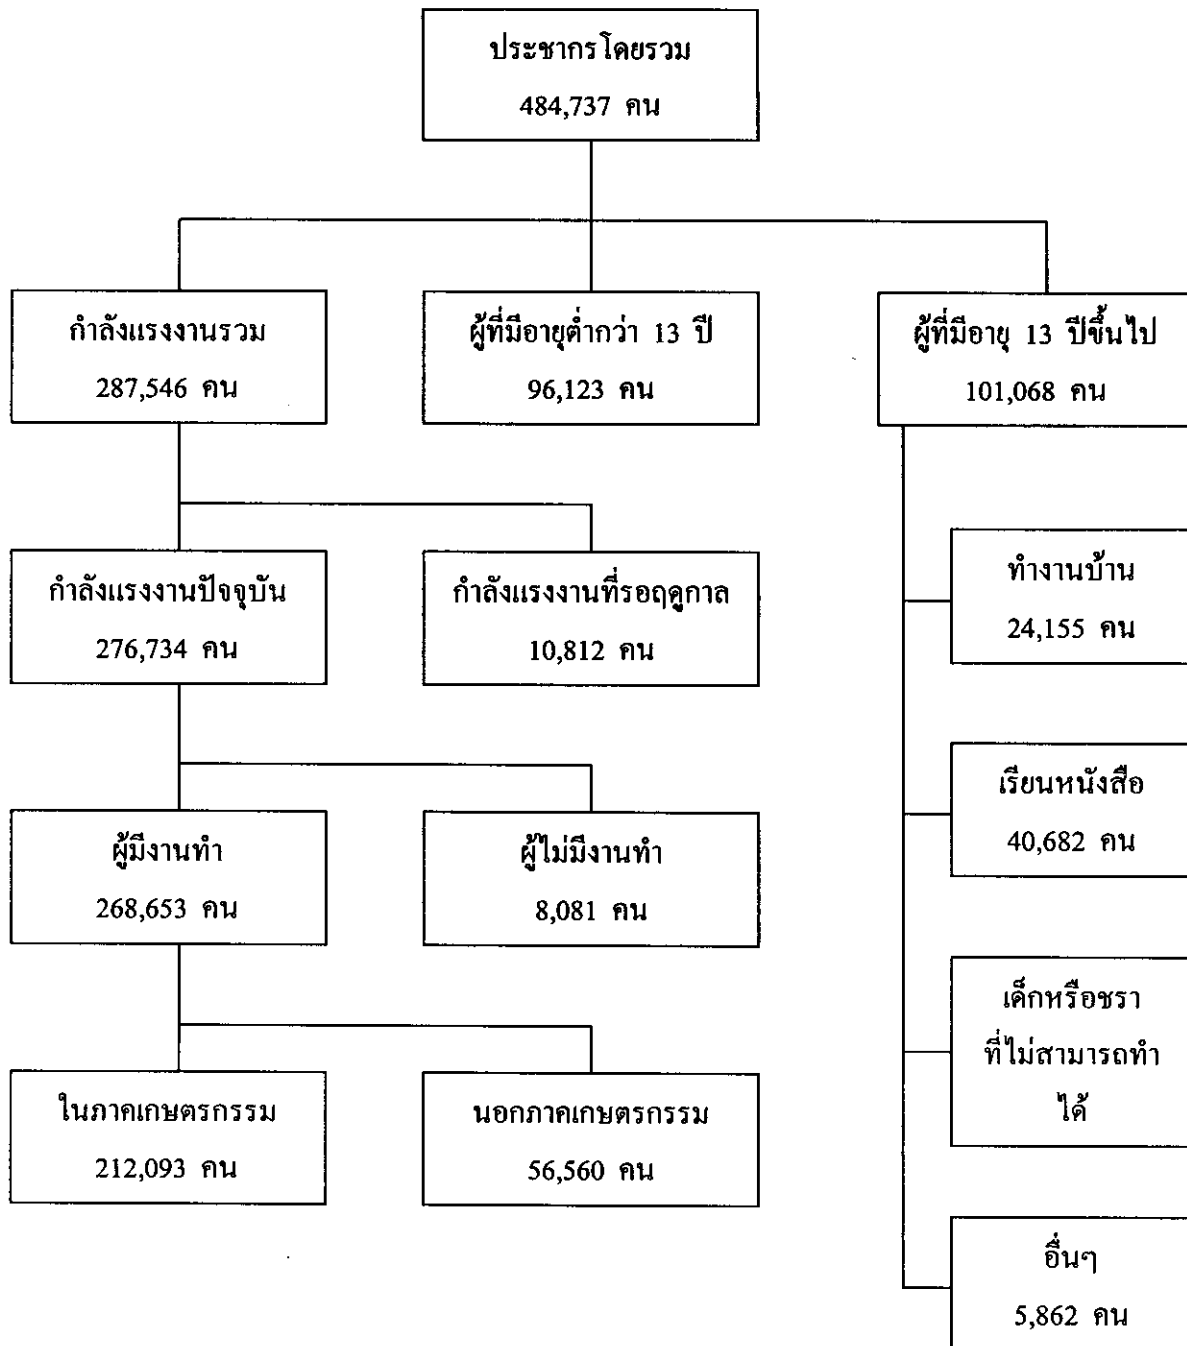 ประชากรโดยรวม
484,737 คน
กำลังแรงงานรวม
287,546 คน
ผู้ที่มีอายุต่ำกว่า 13 ปี
96,123 คน
ผู้ที่มีอายุ 13 ปีขึ้นไป
101,068 คน
กำลังแรงงานปัจจุบัน
276,734 คน
กำลังแรงงานที่รอฤดูกาล
10,812 คน
ทำงานบ้าน
24,155 คน
เรียนหนังสือ
40,682 คน
ผู้มีงานทำ
268,653 คน
ผู้ไม่มีงานทำ
8,081 คน
เด็กหรือชรา
ที่ไม่สามารถทำ
ได้
ในภาคเกษตรกรรม
212,093 คน
นอกภาคเกษตรกรรม
56,560 คน
อื่นๆ
5,862 คน